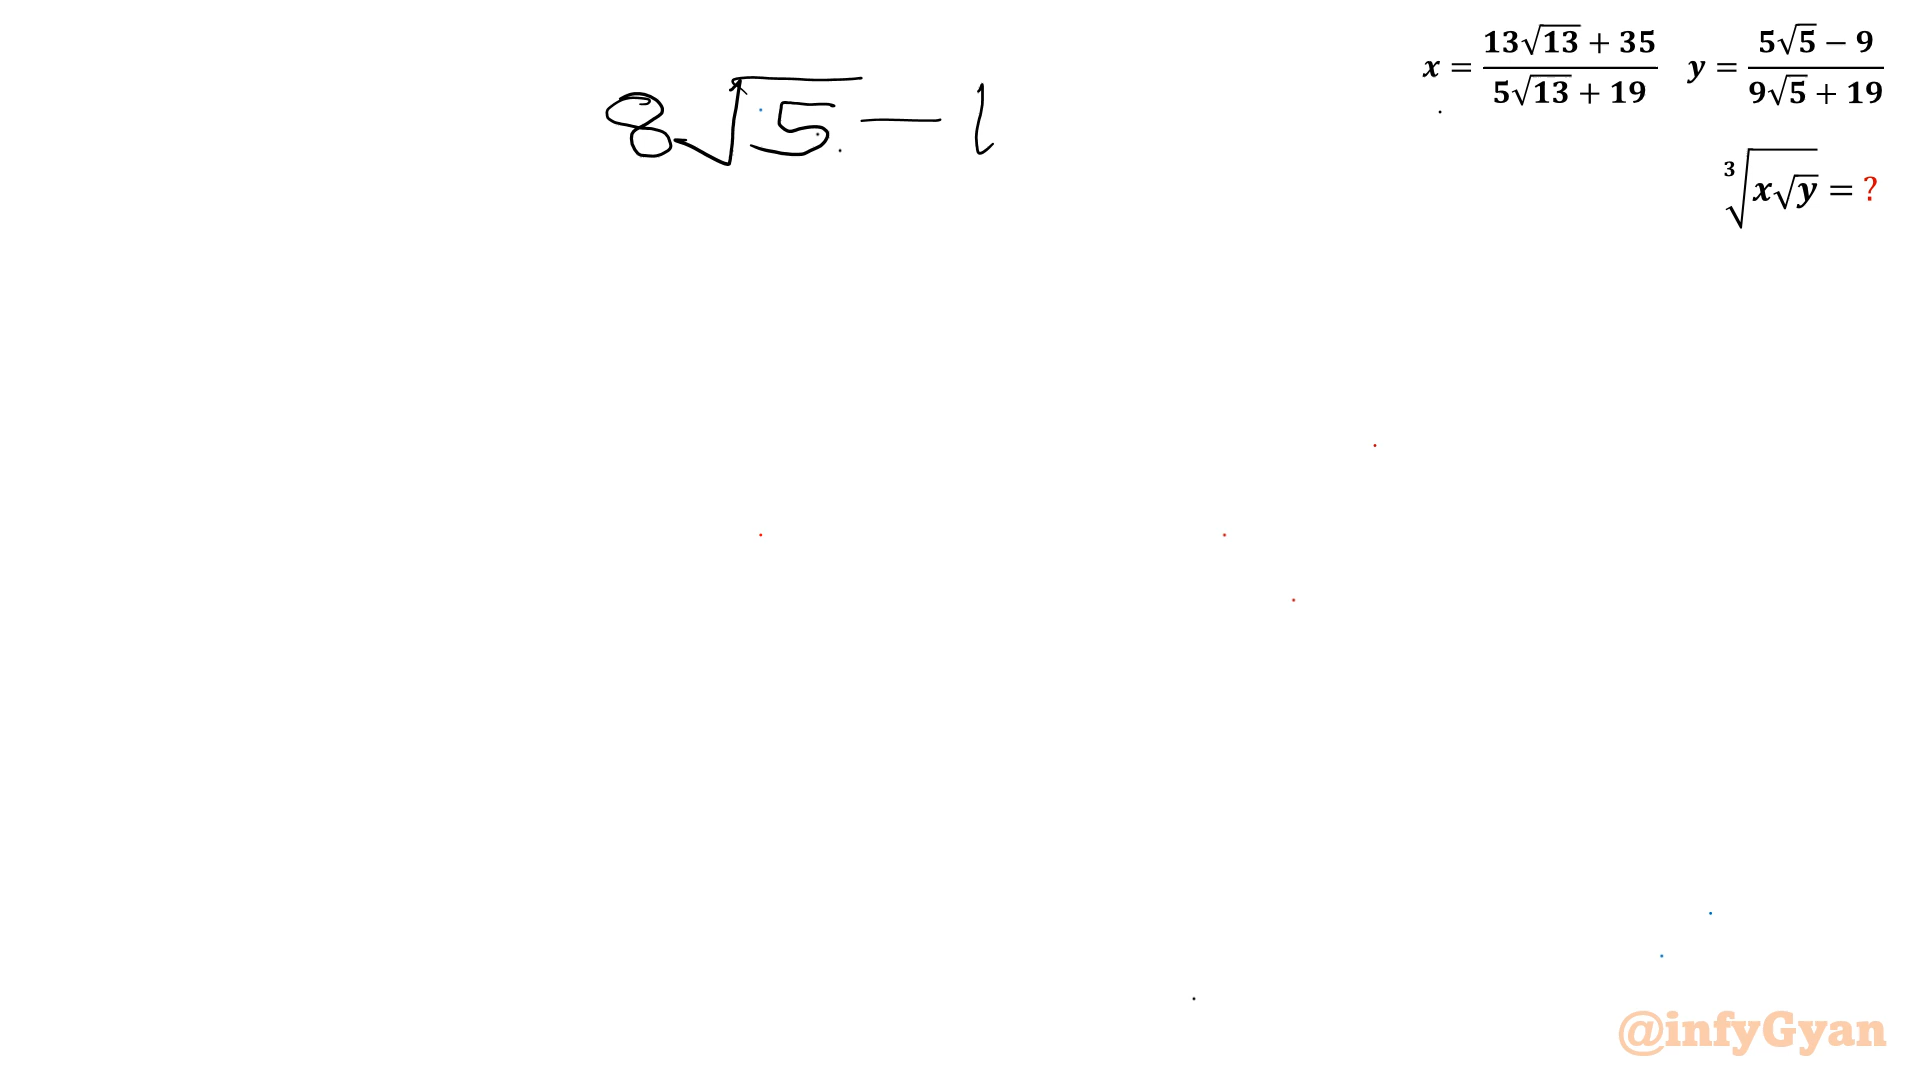 8√5 − 1
x = (13√13 + 35)/(5√13 + 19) y = (5√5 − 9)/(9√5 + 19)
∛(x√y) = ?
@infyGyan